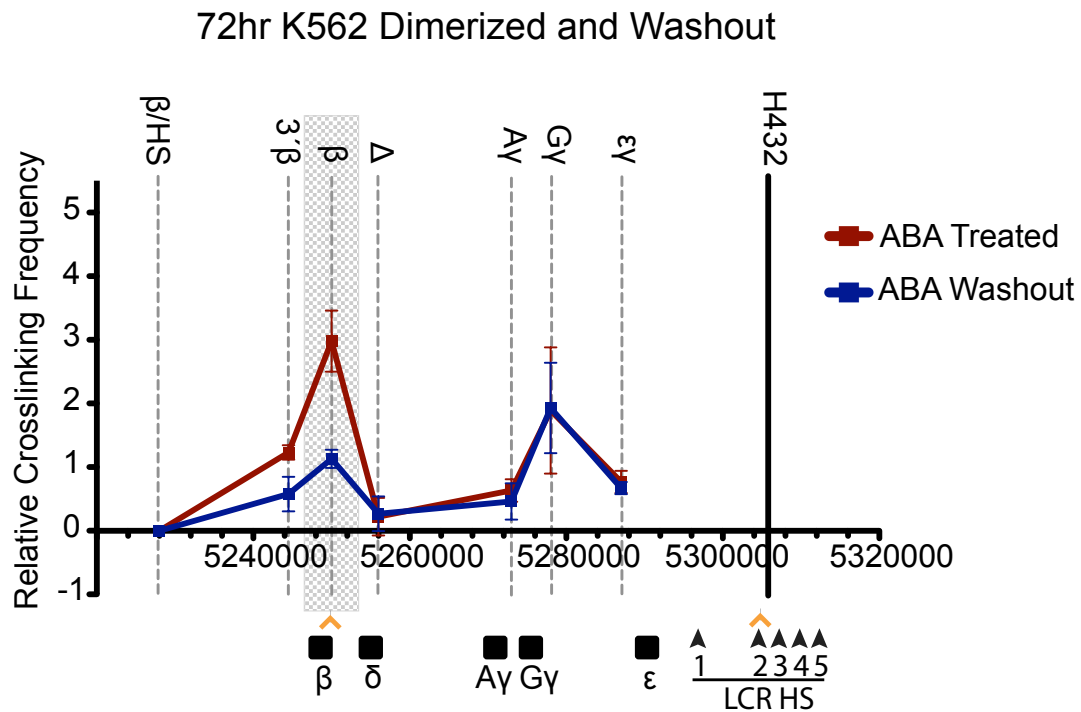 72hr K562 Dimerized and Washout
β/HS
3´β
β
Δ
Aγ
Gγ
εγ
H432
Relative Crosslinking Frequency
5
4
3
2
1
0
-1
5240000
5260000
5280000
5300000
5320000
ABA Treated
ABA Washout
β
δ
Aγ
Gγ
ε
1 2 3 4 5
LCR HS